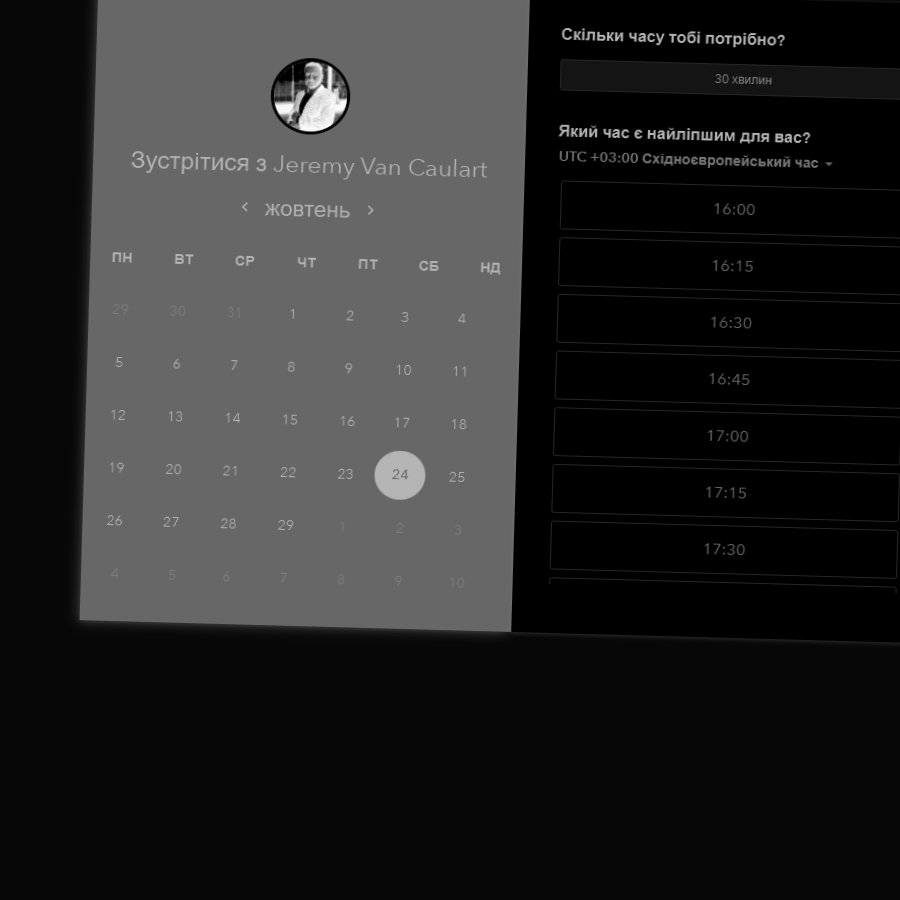 Зустрітися з Jeremy Van Caulart
жовтень
ПН ВТ СР ЧТ ПТ СБ НД
29 30 31 1 2 3 4
5 6 7 8 9 10 11
12 13 14 15 16 17 18
19 20 21 22 23 24 25
26 27 28 29 1 2 3
4 5 6 7 8 9 10
Скільки часу тобі потрібно?
30 хвилин
Який час є найліпшим для вас?
UTC +03:00 Східноєвропейський час
16:00
16:15
16:30
16:45
17:00
17:15
17:30